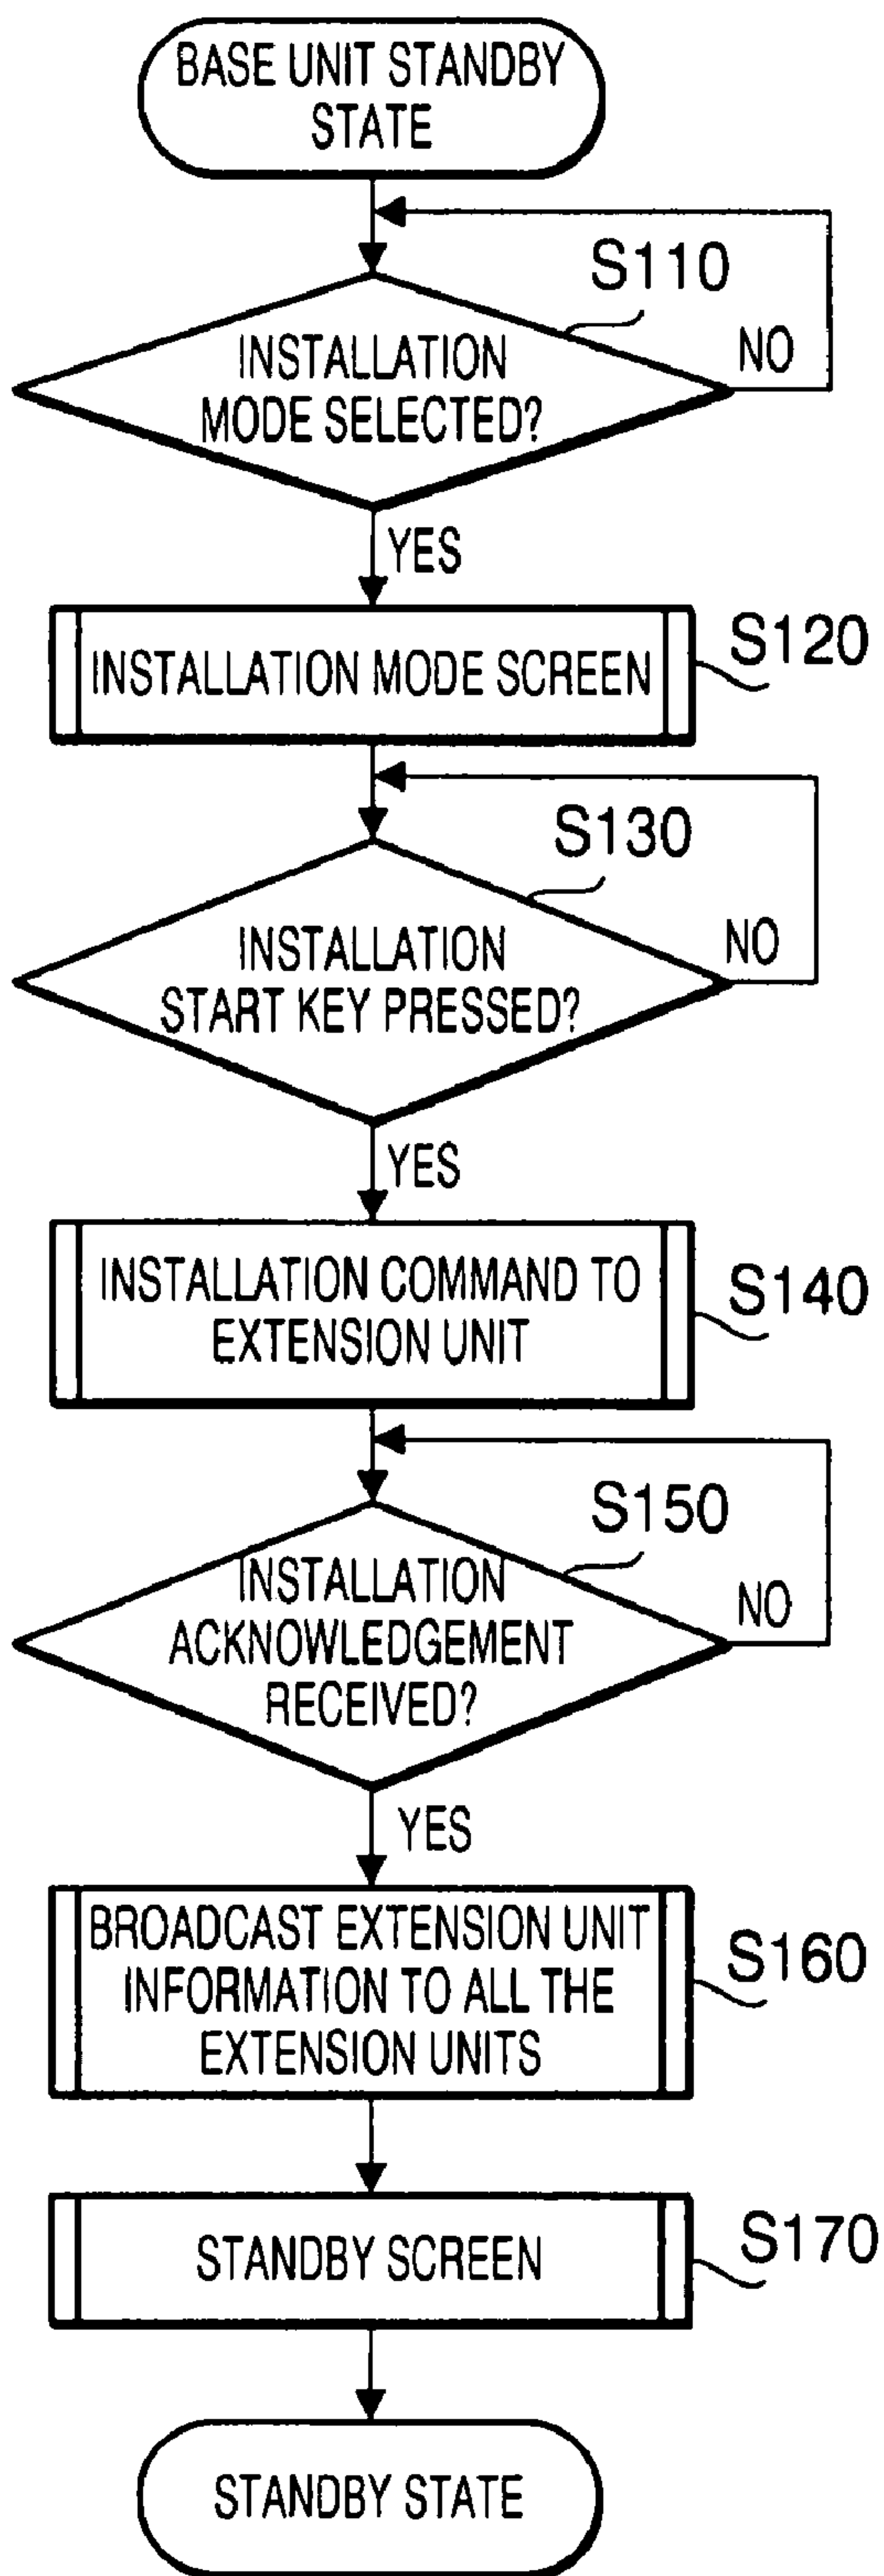 BASE UNIT STANDBY
STATE
S110
INSTALLATION
MODE SELECTED?
NO
YES
INSTALLATION MODE SCREEN
S120
S130
INSTALLATION
START KEY PRESSED?
NO
YES
INSTALLATION COMMAND TO
EXTENSION UNIT
S140
S150
INSTALLATION
ACKNOWLEDGEMENT
RECEIVED?
NO
YES
BROADCAST EXTENSION UNIT
INFORMATION TO ALL THE
EXTENSION UNITS
S160
STANDBY SCREEN
S170
STANDBY STATE